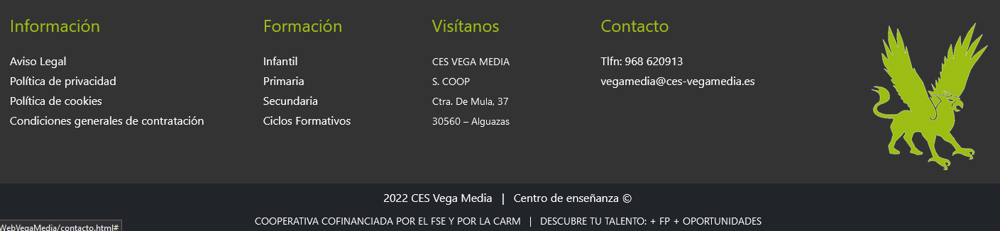 Información
Aviso Legal
Política de privacidad
Política de cookies
Condiciones generales de contratación
Formación
Infantil
Primaria
Secundaria
Ciclos Formativos
Visítanos
CES VEGA MEDIA
S. COOP
Ctra. De Mula, 37
30560 – Alguazas
Contacto
Tlfn: 968 620913
vegamedia@ces-vegamedia.es
2022 CES Vega Media | Centro de enseñanza ©
COOPERATIVA COFINANCIADA POR EL FSE Y POR LA CARM | DESCUBRE TU TALENTO: + FP + OPORTUNIDADES
WebVegaMedia/contacto.html#